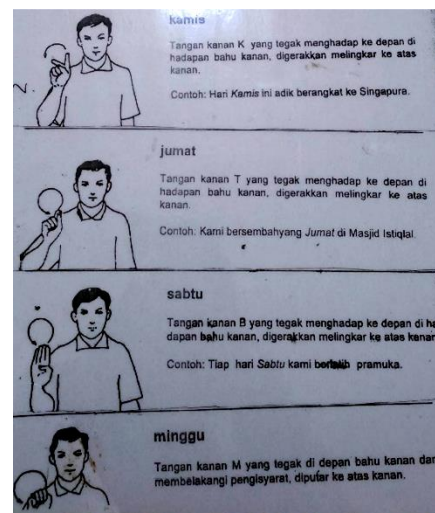 kamis
Tangan kanan K yang tegak menghadap ke depan di
hadapan bahu kanan, digerakkan melingkar ke atas
kanan.
Contoh: Hari Kamis ini adik berangkat ke Singapura.
jumat
Tangan kanan T yang tegak menghadap ke depan di
hadapan bahu kanan, digerakkan melingkar ke atas
kanan.
Contoh: Kami bersembahyang Jumat di Masjid Istiqlal.
sabtu
Tangan kanan B yang tegak menghadap ke depan di ha
dapan bahu kanan, digerakkan melingkar ke atas kanan
Contoh: Tiap hari Sabtu kami berlatih pramuka.
minggu
Tangan kanan M yang tegak di depan bahu kanan dan
membelakangi pengisyarat, diputar ke atas kanan.